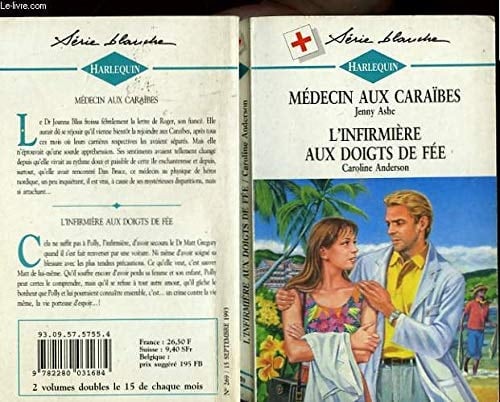 le-livre.com
Série blanche
HARLEQUIN
MÉDECIN AUX CARAÏBES
Le Dr Joanna Bliss froissa fébrilement la lettre de Roger, son fiancé. Elle
aurait dû se réjouir qu'il vienne bientôt la rejoindre aux Caraïbes, après tous
ces mois où leurs carrières respectives les avaient séparés. Mais elle
n'éprouvait qu'une sourde appréhension. Ses sentiments avaient tellement changé
depuis qu'elle vivait au rythme doux et paisible de cette île enchanteresse et depuis,
surtout, qu'elle avait rencontré Dan Bruce, ce médecin au physique de héros
nordique, un peu inquiétant, il est vrai, à cause de ses mystérieuses disparitions, mais
si attachant...
L'INFIRMIÈRE AUX DOIGTS DE FÉE
Cela ne suffit pas à Polly, l'infirmière, d'avoir secouru le Dr Matt Gregory
quand il s'est fait renverser par une voiture. Ni même d'avoir soigné sa
blessure avec les plus tendres précautions. Ce qu'elle veut, c'est sauver
Matt de lui-même. Qu'il souffre encore d'avoir perdu sa femme et son enfant, Polly
peut certes le comprendre, mais qu'il se refuse à tout autre amour, qu'il gâche le
bonheur que Polly et lui pourraient connaître ensemble, c'est... un crime contre la vie
même, la vie porteuse d'espoir...!
93.09.57.5755.4
9 782280 031684
France : 26,50 F
Suisse : 9,40 SFr
Belgique :
prix suggéré 195 FB
2 volumes doubles le 15 de chaque mois
L'INFIRMIÈRE AUX DOIGTS DE FÉE / Caroline Anderson
N° 269 / 15 SEPTEMBRE 1993
Série blanche
HARLEQUIN
MÉDECIN AUX CARAÏBES
Jenny Ashe
L'INFIRMIÈRE
AUX DOIGTS DE FÉE
Caroline Anderson